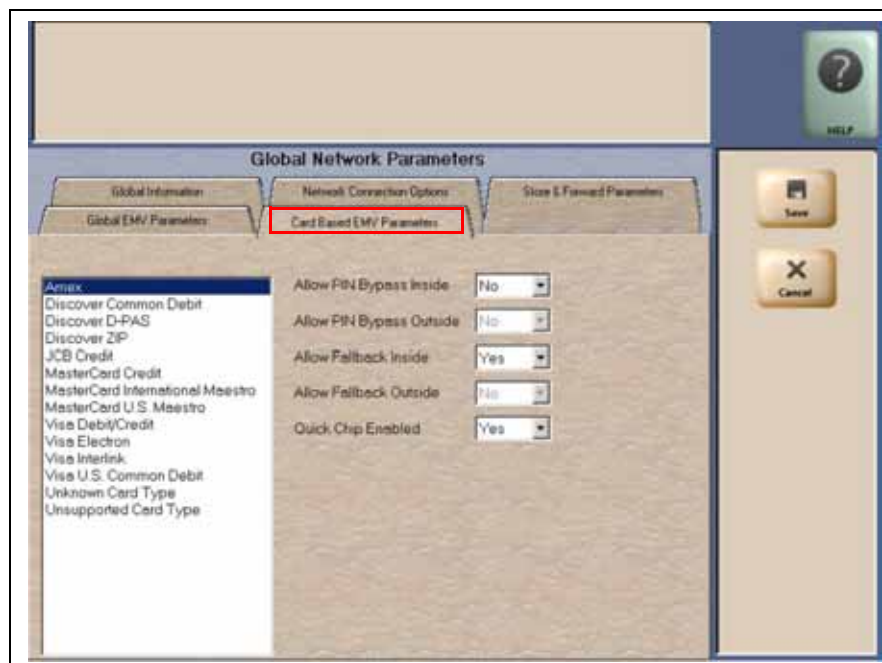 HELP
Global Network Parameters
Global Information
Network Connection Options
Store & Forward Parameters
Global EMV Parameters
Card Based EMV Parameters
Save
Cancel
Amex
Discover Common Debit
Discover D-PAS
Discover ZIP
JCB Credit
MasterCard Credit
MasterCard International Maestro
MasterCard U.S. Maestro
Visa Debit/Credit
Visa Electron
Visa Interlink
Visa U.S. Common Debit
Unknown Card Type
Unsupported Card Type
Allow PIN Bypass Inside No
Allow PIN Bypass Outside No
Allow Fallback Inside Yes
Allow Fallback Outside No
Quick Chip Enabled Yes